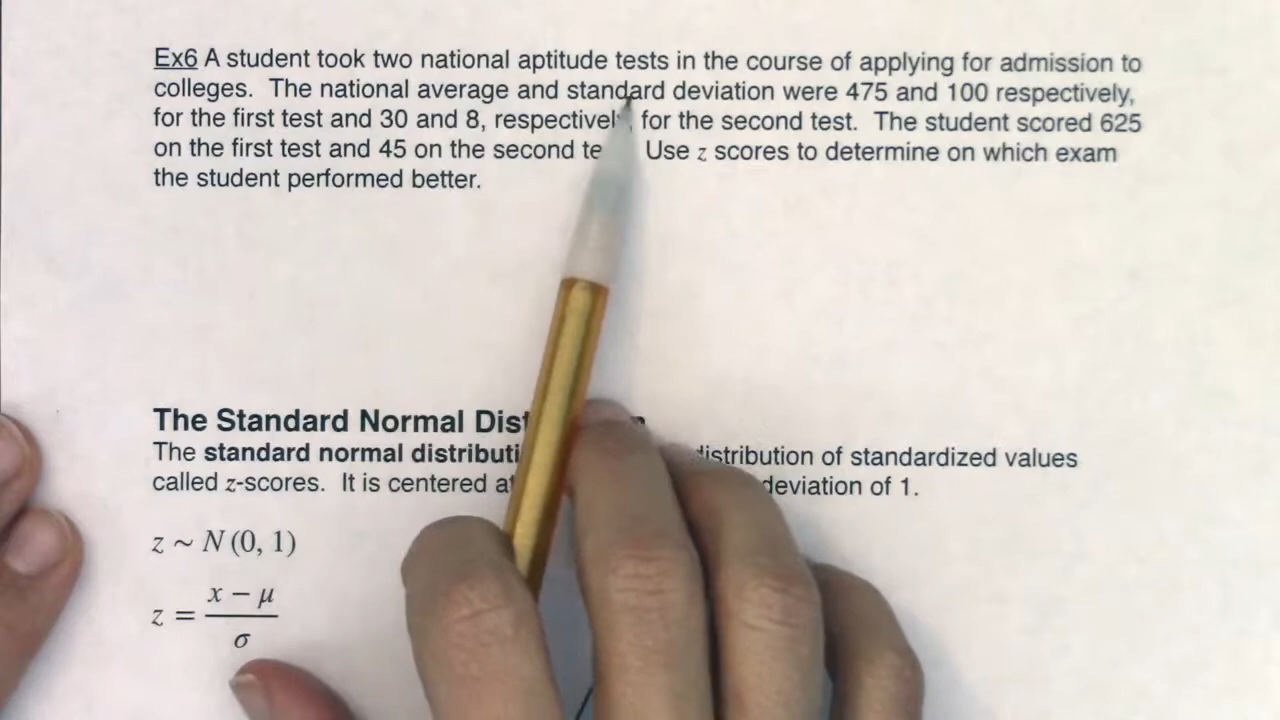 Ex6 A student took two national aptitude tests in the course of applying for admission to
colleges. The national average and standard deviation were 475 and 100 respectively,
for the first test and 30 and 8, respectivel for the second test. The student scored 625
on the first test and 45 on the second te Use z scores to determine on which exam
the student performed better.
The Standard Normal Dist
The standard normal distributi distribution of standardized values
called z-scores. It is centered at deviation of 1.
z ~ N (0, 1)
z = \frac{x − μ}{σ}